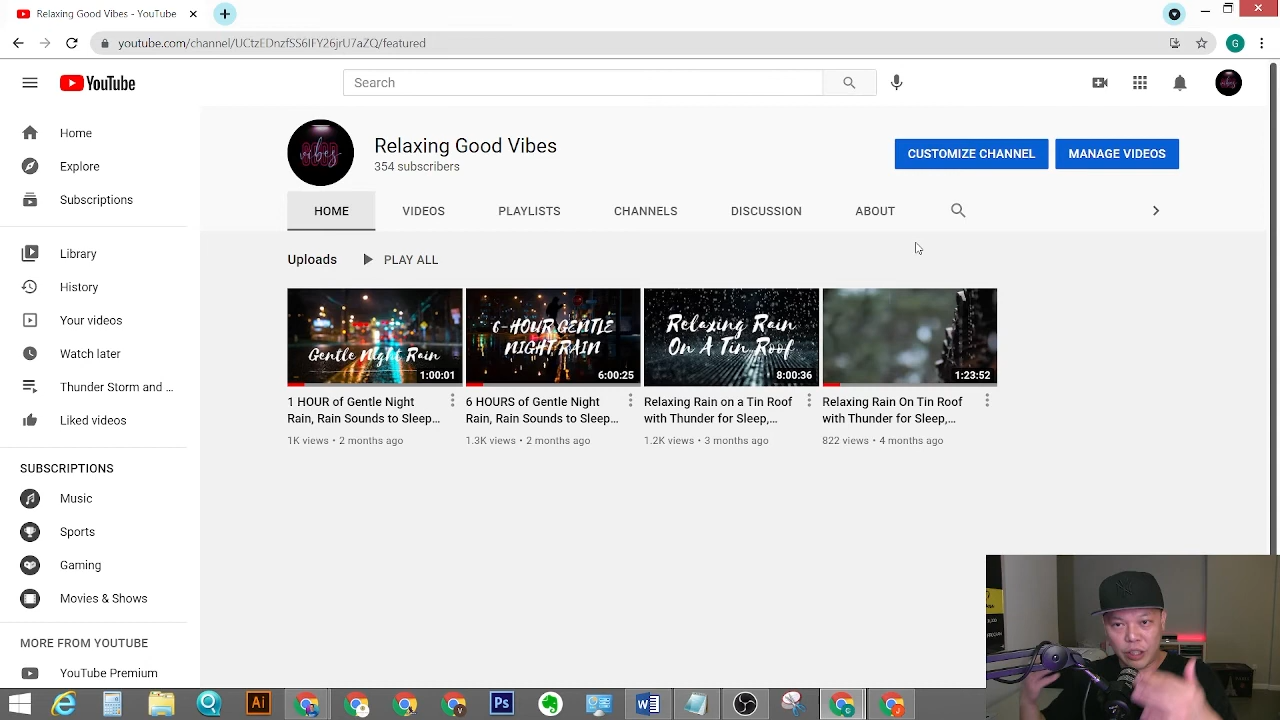 Relaxing Good Vibes - YouTube
youtube.com/channel/UCtzEDnzfSS6IFY26jrU7aZQ/featured
G
YouTube
Search
Home
Explore
Subscriptions
Library
History
Your videos
Watch later
Thunder Storm and ...
Liked videos
SUBSCRIPTIONS
Music
Sports
Gaming
Movies & Shows
MORE FROM YOUTUBE
YouTube Premium
GOOD
vibes
Relaxing Good Vibes
354 subscribers
CUSTOMIZE CHANNEL
MANAGE VIDEOS
HOME
VIDEOS
PLAYLISTS
CHANNELS
DISCUSSION
ABOUT
Uploads
PLAY ALL
Gentle Night Rain
1:00:01
1 HOUR of Gentle Night
Rain, Rain Sounds to Sleep...
1K views • 2 months ago
6-HOUR GENTLE
NIGHT RAIN
6:00:25
6 HOURS of Gentle Night
Rain, Rain Sounds to Sleep...
1.3K views • 2 months ago
Relaxing Rain
On A Tin Roof
8:00:36
Relaxing Rain on a Tin Roof
with Thunder for Sleep,...
1.2K views • 3 months ago
1:23:52
Relaxing Rain On Tin Roof
with Thunder for Sleep,...
822 views • 4 months ago
Ai
Ps